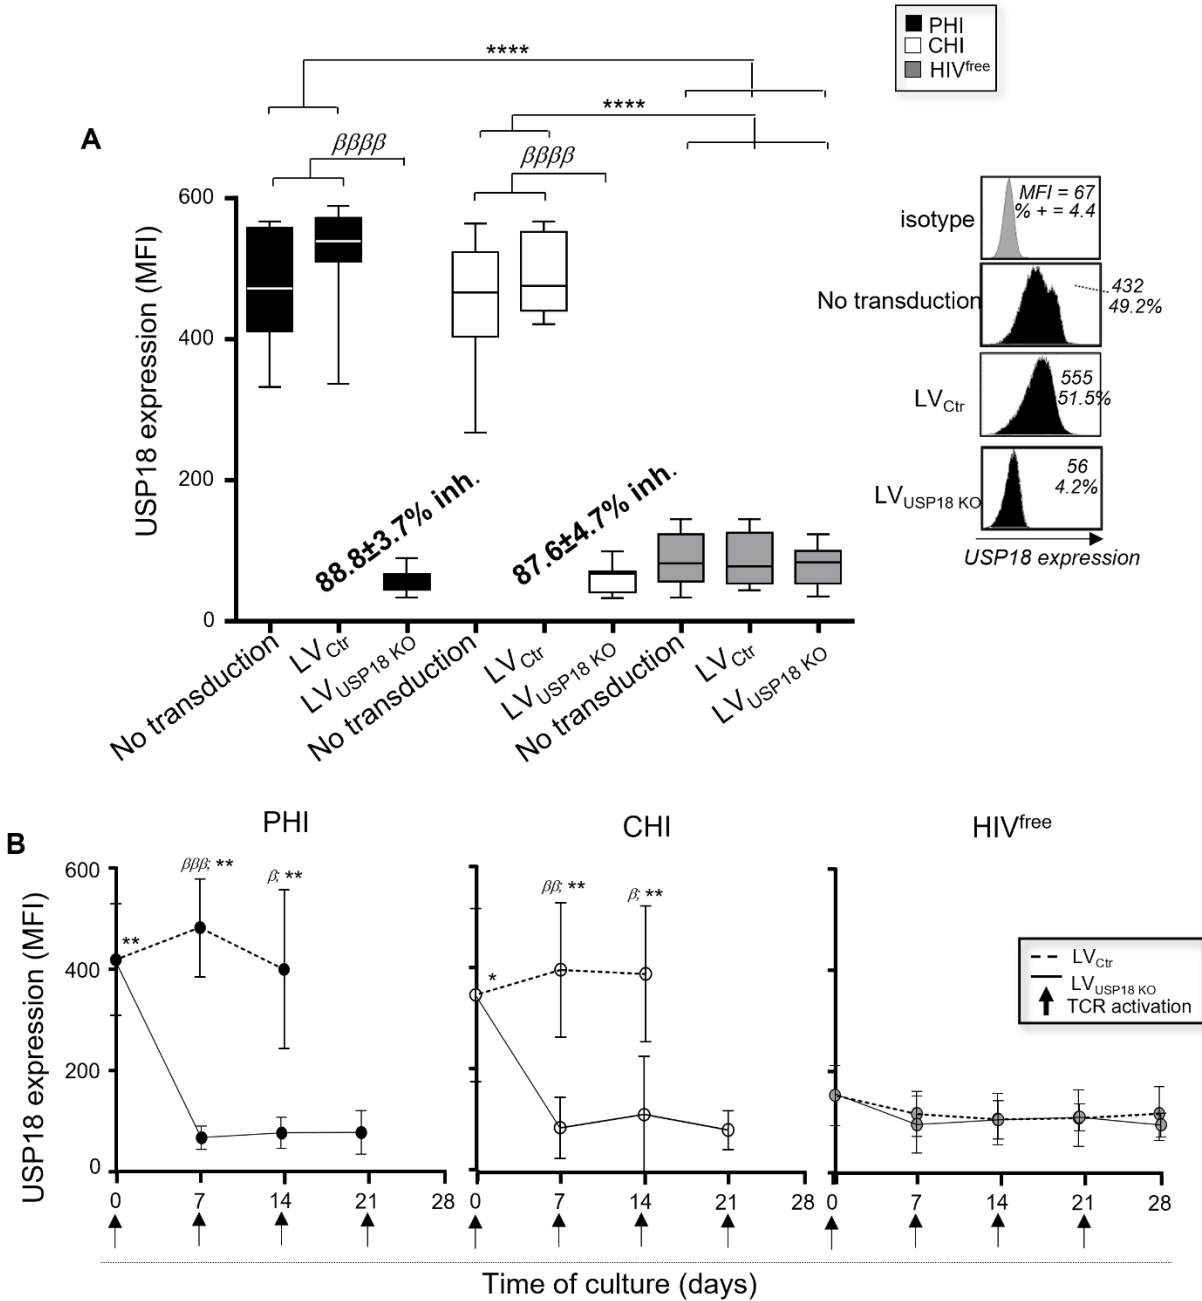 PHI
CHI
HIVfree
****
****
A
ββββ
ββββ
USP18 expression (MFI)
600
400
200
0
88.8±3.7% inh.
87.6±4.7% inh.
No transduction
LVCtr
LVUSP18 KO
No transduction
LVCtr
LVUSP18 KO
No transduction
LVCtr
LVUSP18 KO
isotype
MFI = 67
% + = 4.4
No transduction
432
49.2%
LVCtr
555
51.5%
LVUSP18 KO
56
4.2%
USP18 expression
B
PHI
CHI
HIVfree
USP18 expression (MFI)
600
400
200
0
**
βββ; **
β; **
*
ββ; **
β; **
LVCtr
LVUSP18 KO
TCR activation
0 7 14 21 28
0 7 14 21 28
0 7 14 21 28
Time of culture (days)